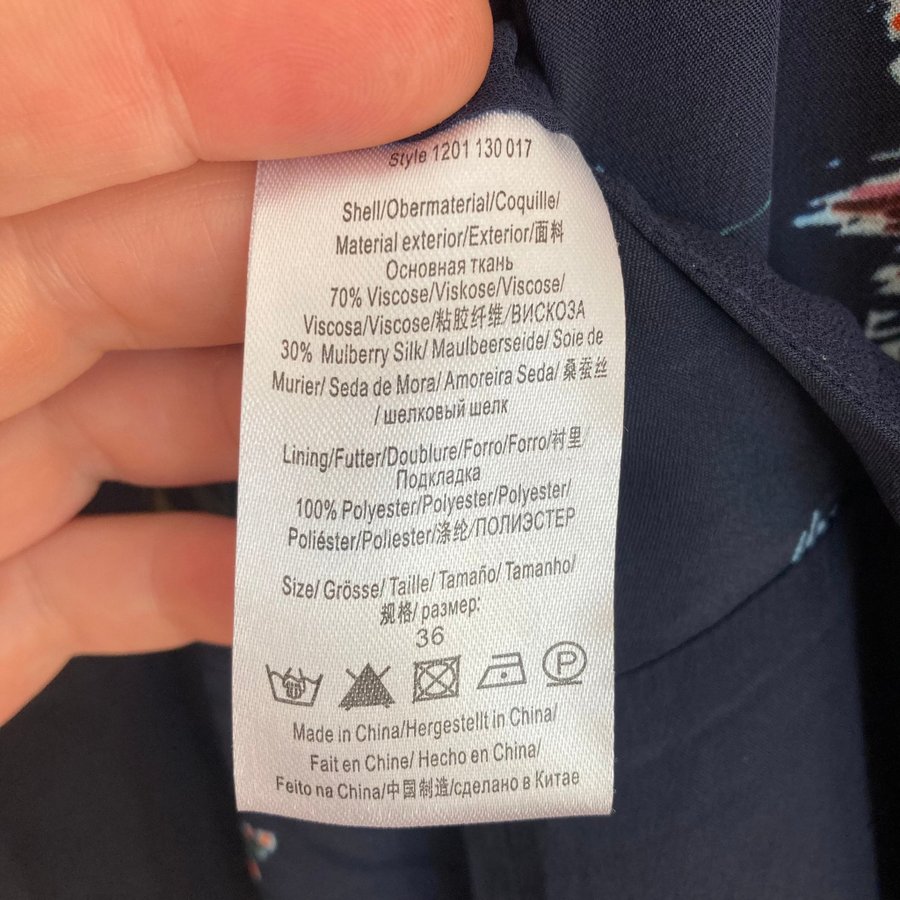 Style 1201 130 017
Shell/Obermaterial/Coquille/
Material exterior/Exterior/面料
Основная ткань
70% Viscose/Viskose/Viscose/
Viscosa/Viscose/粘胶纤维/ВИСКОЗА
30% Mulberry Silk/ Maulbeerseide/ Soie de
Murier/ Seda de Mora/ Amoreira Seda/ 桑蚕丝
/ шелковый шелк
Lining/Futter/Doublure/Forro/Forro/衬里/
Подкладка
100% Polyester/Polyester/Polyester/
Poliéster/Poliester/涤纶/ПОЛИЭСТЕР
Size/ Grösse/ Taille/ Tamaño/ Tamanho/
规格/ размер:
36
P
Made in China/Hergestellt in China/
Fait en Chine/ Hecho en China/
Feito na China/中国制造/сделано в Китае